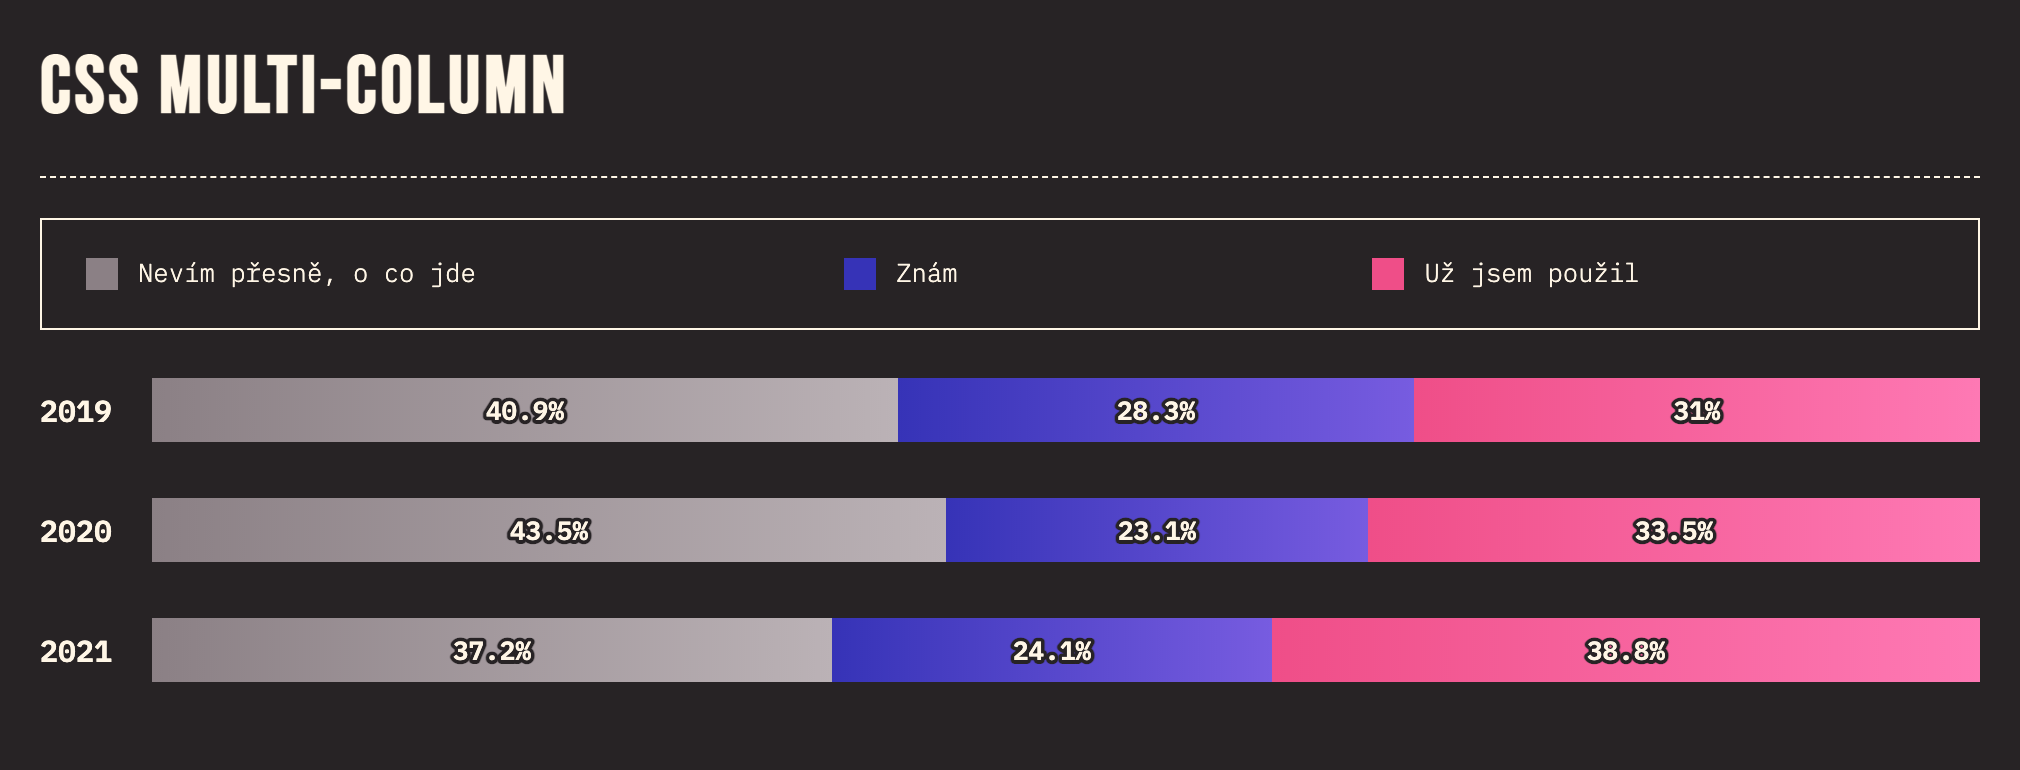 CSS MULTI-COLUMN
Nevím přesně, o co jde Znám Už jsem použil
2019 40.9% 28.3% 31%
2020 43.5% 23.1% 33.5%
2021 37.2% 24.1% 38.8%